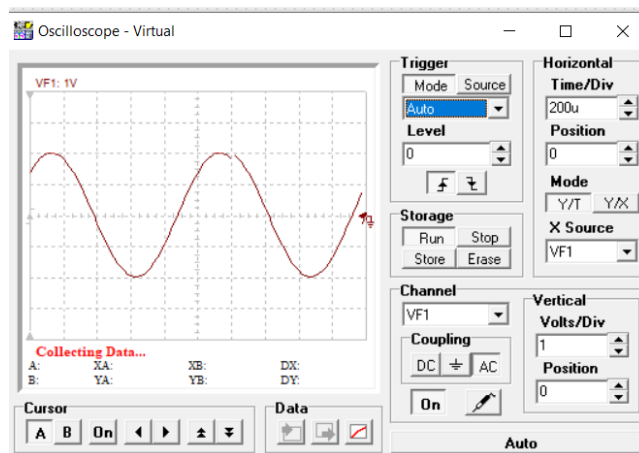 Oscilloscope - Virtual
VF1: 1V
Collecting Data...
A: XA: XB: DX:
B: YA: YB: DY:
Cursor
A B On
Data
Trigger
Mode Source
Auto
Level
0
Storage
Run Stop
Store Erase
Channel
VF1
Coupling
DC AC
On
Horizontal
Time/Div
200u
Position
0
Mode
Y/T Y/X
X Source
VF1
Vertical
Volts/Div
1
Position
0
Auto